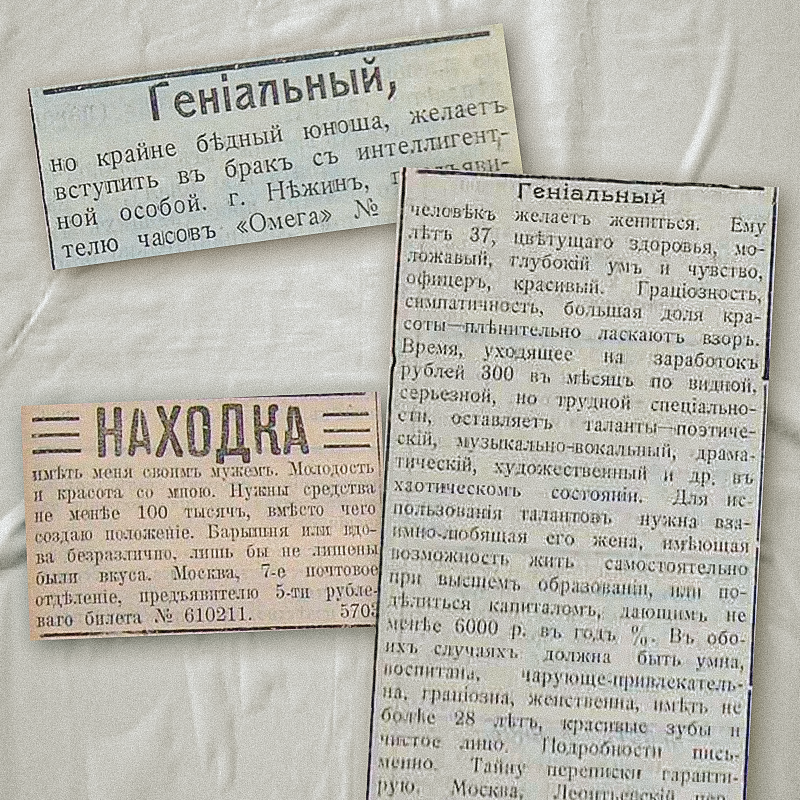 Геніальный,
но крайне бѣдный юноша, желаетъ
вступить въ бракъ съ интеллигент-
ной особой. г. Нѣжинъ,
телю часовъ «Омега» №
Геніальный
человѣкъ желаетъ жениться. Ему
лѣтъ 37, цвѣтущаго здоровья, мо-
ложавый, глубокій умъ и чувство,
офицеръ, красивый. Граціозность,
симпатичность, большая доля кра-
соты—плѣнительно ласкаютъ взоръ.
Время, уходящее на заработокъ
рублей 300 въ мѣсяцъ по видной,
серьезной, но трудной спеціально-
сти, оставляетъ таланты—поэтиче-
скій, музыкально-вокальный, драма-
тическій, художественный и др. въ
хаотическомъ состояніи. Для ис-
пользованія талантовъ нужна вза-
имно-любящая его жена, имѣющая
возможность жить самостоятельно
при высшемъ образованіи, или по-
дѣлиться капиталомъ, дающимъ не
менѣе 6000 р. въ годъ %. Въ обо-
ихъ случаяхъ должна быть умна,
воспитана, чарующе-привлекатель-
на, граціозна, женственна, имѣть не
болѣе 28 лѣтъ, красивые зубы и
чистое лицо. Подробности пись-
менно. Тайну переписки гаранти-
рую. Москва, Леонтьевскій пер.
НАХОДКА
имѣть меня своимъ мужемъ. Молодость
и красота со мною. Нужны средства
не менѣе 100 тысячъ, вмѣсто чего
создаю положеніе. Барышня или вдо-
ва безразлично, лишь бы не лишены
были вкуса. Москва, 7-е почтовое
отдѣленіе, предъявителю 5-ти рубле-
ваго билета № 610211. 5703